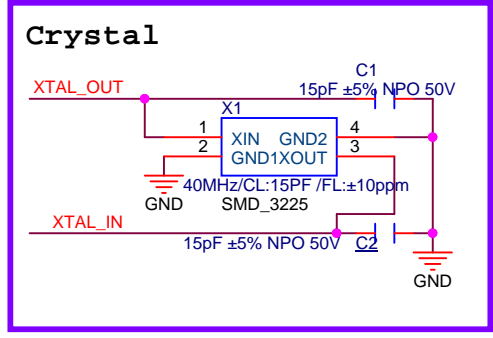 Crystal
C1
XTAL_OUT
15pF ±5% NPO 50V
X1
1 XIN GND2 4
2 GND1XOUT 3
40MHz/CL:15PF /FL:±10ppm
GND SMD_3225
XTAL_IN
15pF ±5% NPO 50V C2
GND